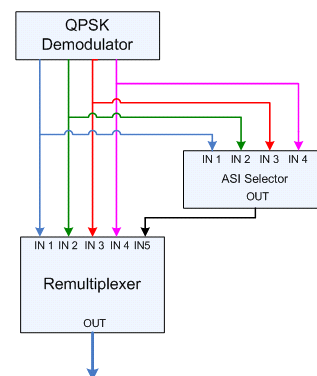 QPSK
Demodulator
IN 1 IN 2 IN 3 IN 4
ASI Selector
OUT
IN 1 IN 2 IN 3 IN 4 IN5
Remultiplexer
OUT